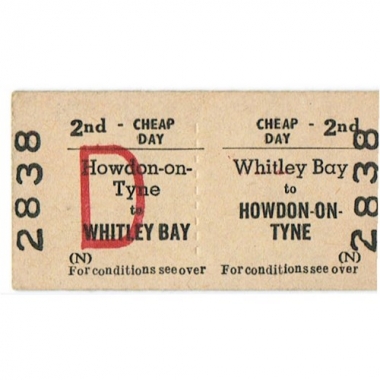 2838
2nd - CHEAP
DAY
Howdon-on-
Tyne
to
WHITLEY BAY
(N)
For conditions see over
D
CHEAP - 2nd
DAY
Whitley Bay
to
HOWDON-ON-
TYNE
(N)
For conditions see over
2838